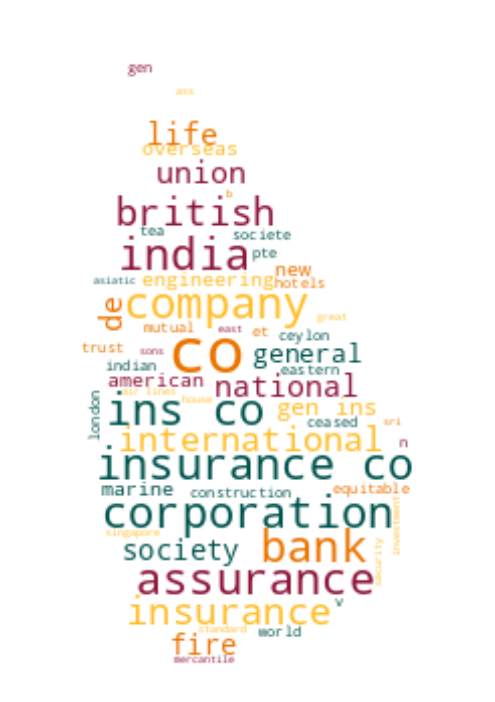 gen
ass
life
overseas
union
b
british
tea
societe
india
pte
new
asiatic
engineering
hotels
de
company
great
mutual
east
et
ceylon
co
trust
sons
general
indian
eastern
american
national
air lines
house
london
ins co
gen ins
ceased
sri
international
n
insurance co
marine
construction
equitable
corporation
investment
singapore
society
bank
security
assurance
insurance
v
standard
world
fire
mercantile